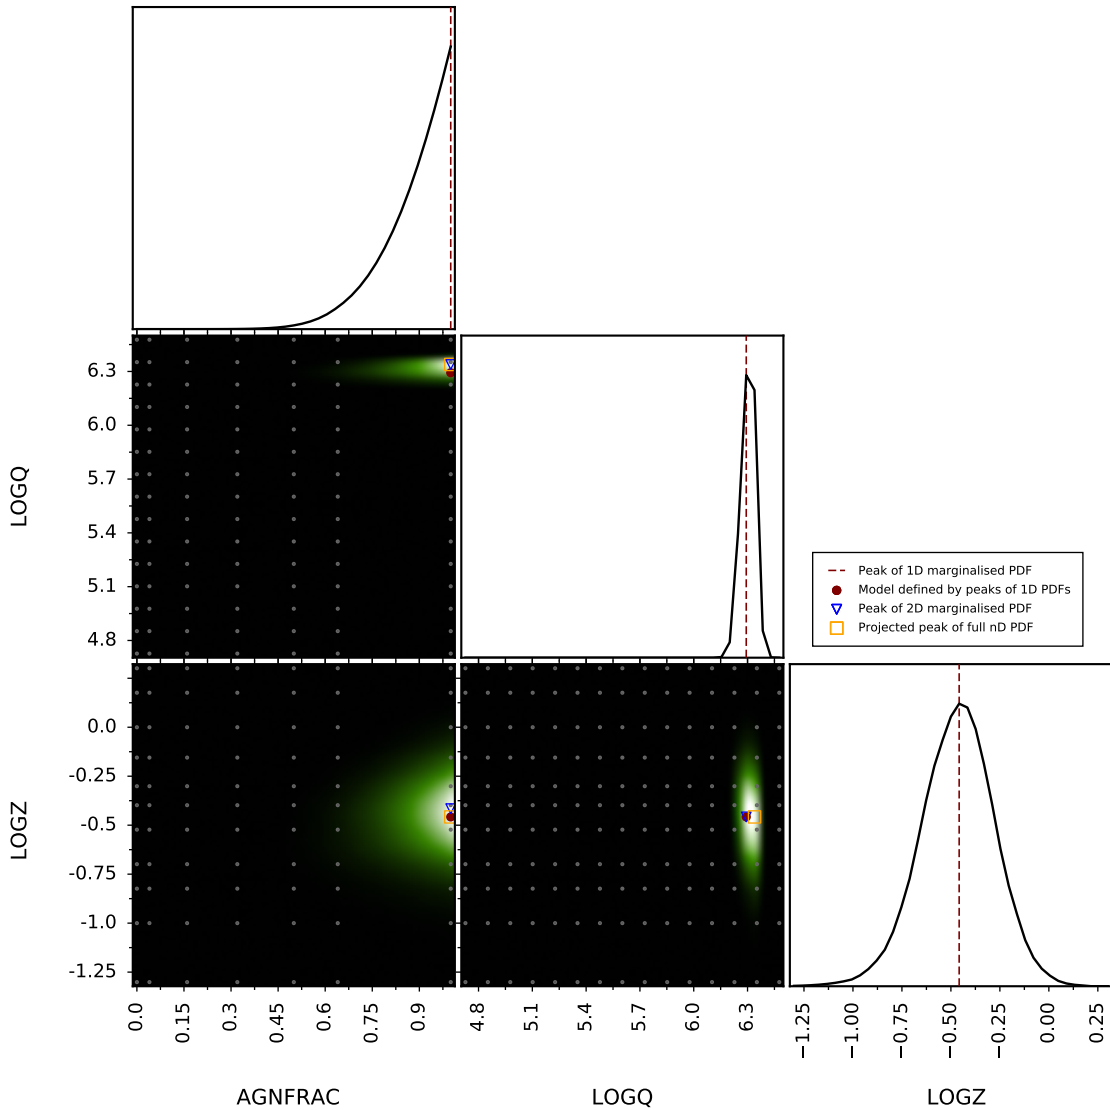 LOGQ
6.3
6.0
5.7
5.4
5.1
4.8
Peak of 1D marginalised PDF
Model defined by peaks of 1D PDFs
Peak of 2D marginalised PDF
Projected peak of full nD PDF
LOGZ
0.0
-0.25
-0.5
-0.75
-1.0
-1.25
0.0 0.15 0.3 0.45 0.6 0.75 0.9
4.8 5.1 5.4 5.7 6.0 6.3
−1.25 −1.00 −0.75 −0.50 −0.25 0.00 0.25
AGNFRAC LOGQ LOGZ